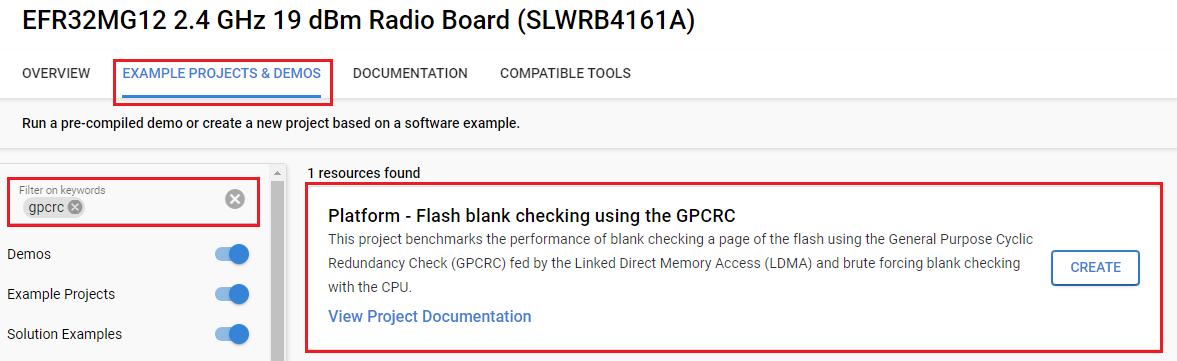 EFR32MG12 2.4 GHz 19 dBm Radio Board (SLWRB4161A)
OVERVIEW EXAMPLE PROJECTS & DEMOS DOCUMENTATION COMPATIBLE TOOLS
Run a pre-compiled demo or create a new project based on a software example.
Filter on keywords
gpcrc
Demos
Example Projects
Solution Examples
1 resources found
Platform - Flash blank checking using the GPCRC
This project benchmarks the performance of blank checking a page of the flash using the General Purpose Cyclic
Redundancy Check (GPCRC) fed by the Linked Direct Memory Access (LDMA) and brute forcing blank checking
with the CPU.
View Project Documentation
CREATE